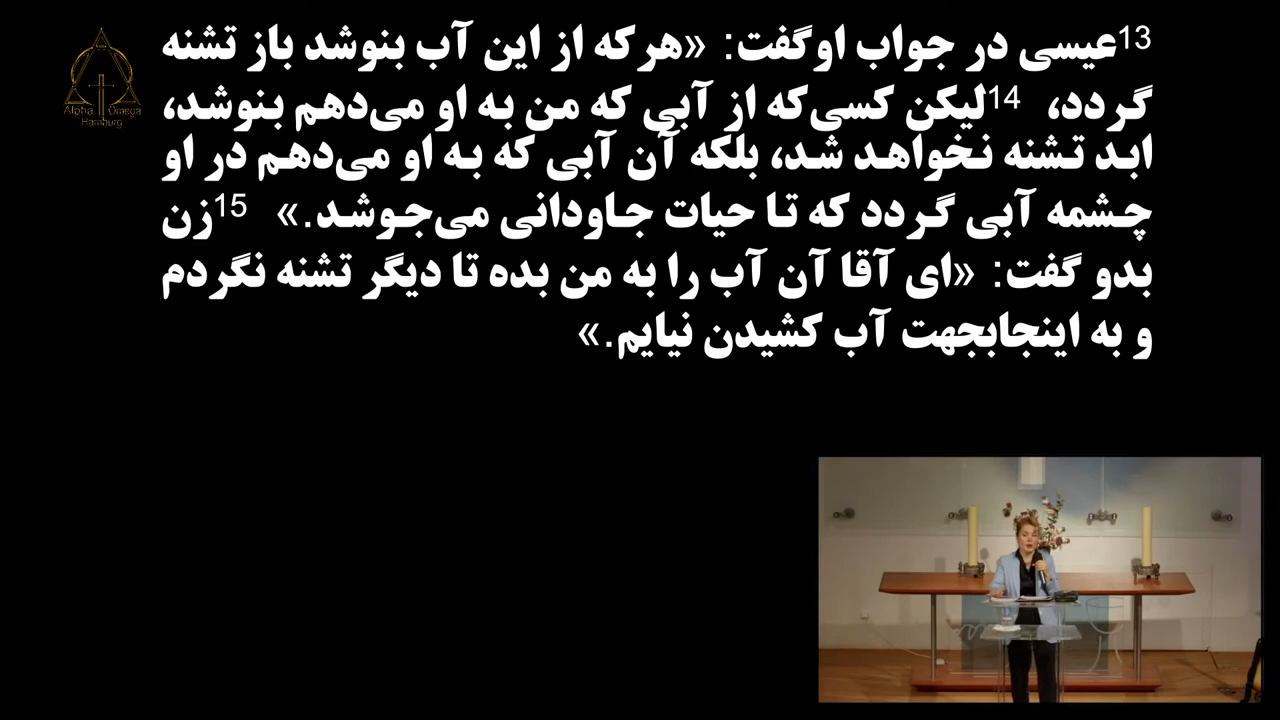 Alpha Omega
Hamburg
13عیسی در جواب اوگفت: «هرکه از این آب بنوشد باز تشنه
گردد، 14لیکن کسی‌که از آبی که من به او می‌دهم بنوشد،
ابد تشنه نخواهد شد، بلکه آن آبی که به او می‌دهم در او
چشمه آبی گردد که تا حیات جاودانی می‌جوشد.» 15زن
بدو گفت: «ای آقا آن آب را به من بده تا دیگر تشنه نگردم
و به اینجابجهت آب کشیدن نیایم.»